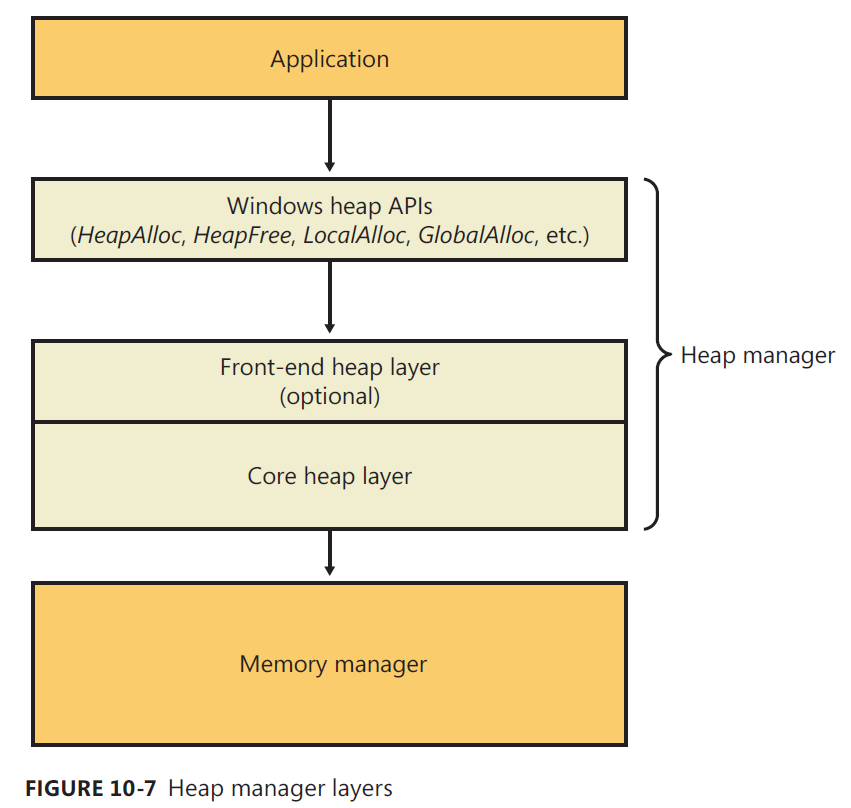 Application
Windows heap APIs
(HeapAlloc, HeapFree, LocalAlloc, GlobalAlloc, etc.)
Front-end heap layer
(optional)
Core heap layer
Heap manager
Memory manager
FIGURE 10-7 Heap manager layers